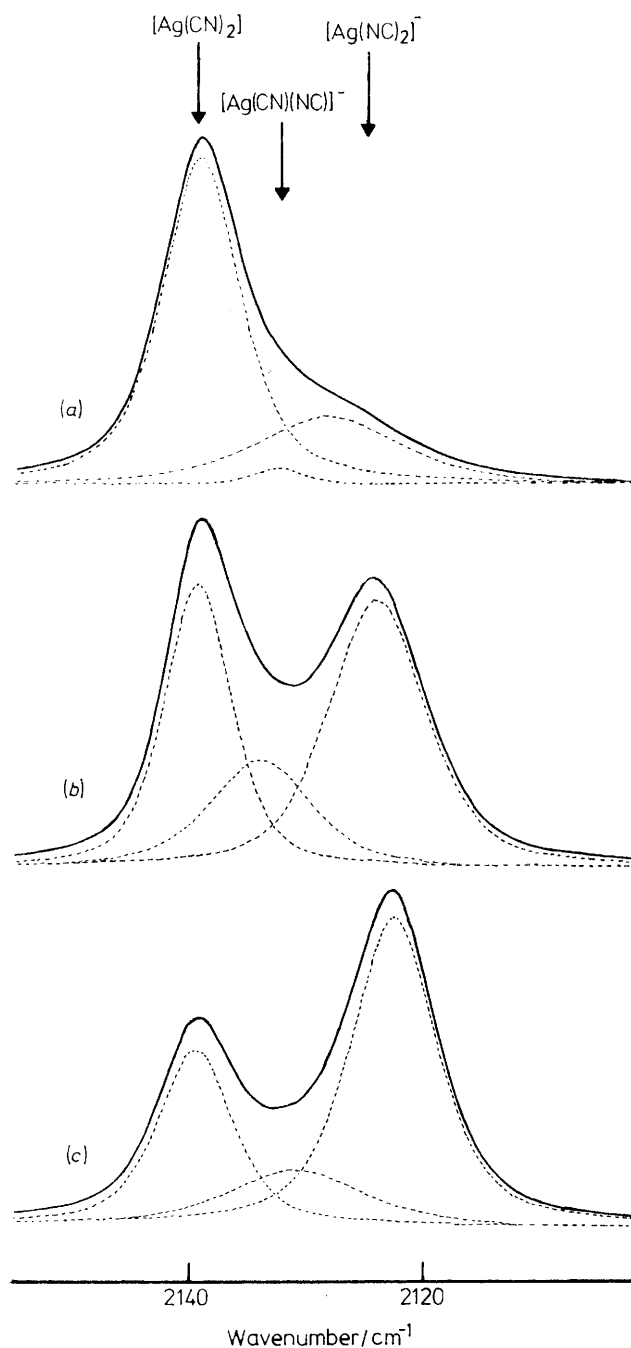 [Ag(CN)₂]
[Ag(NC)₂]⁻
[Ag(CN)(NC)]⁻
(a)
(b)
(c)
2140 2120
Wavenumber/cm⁻¹